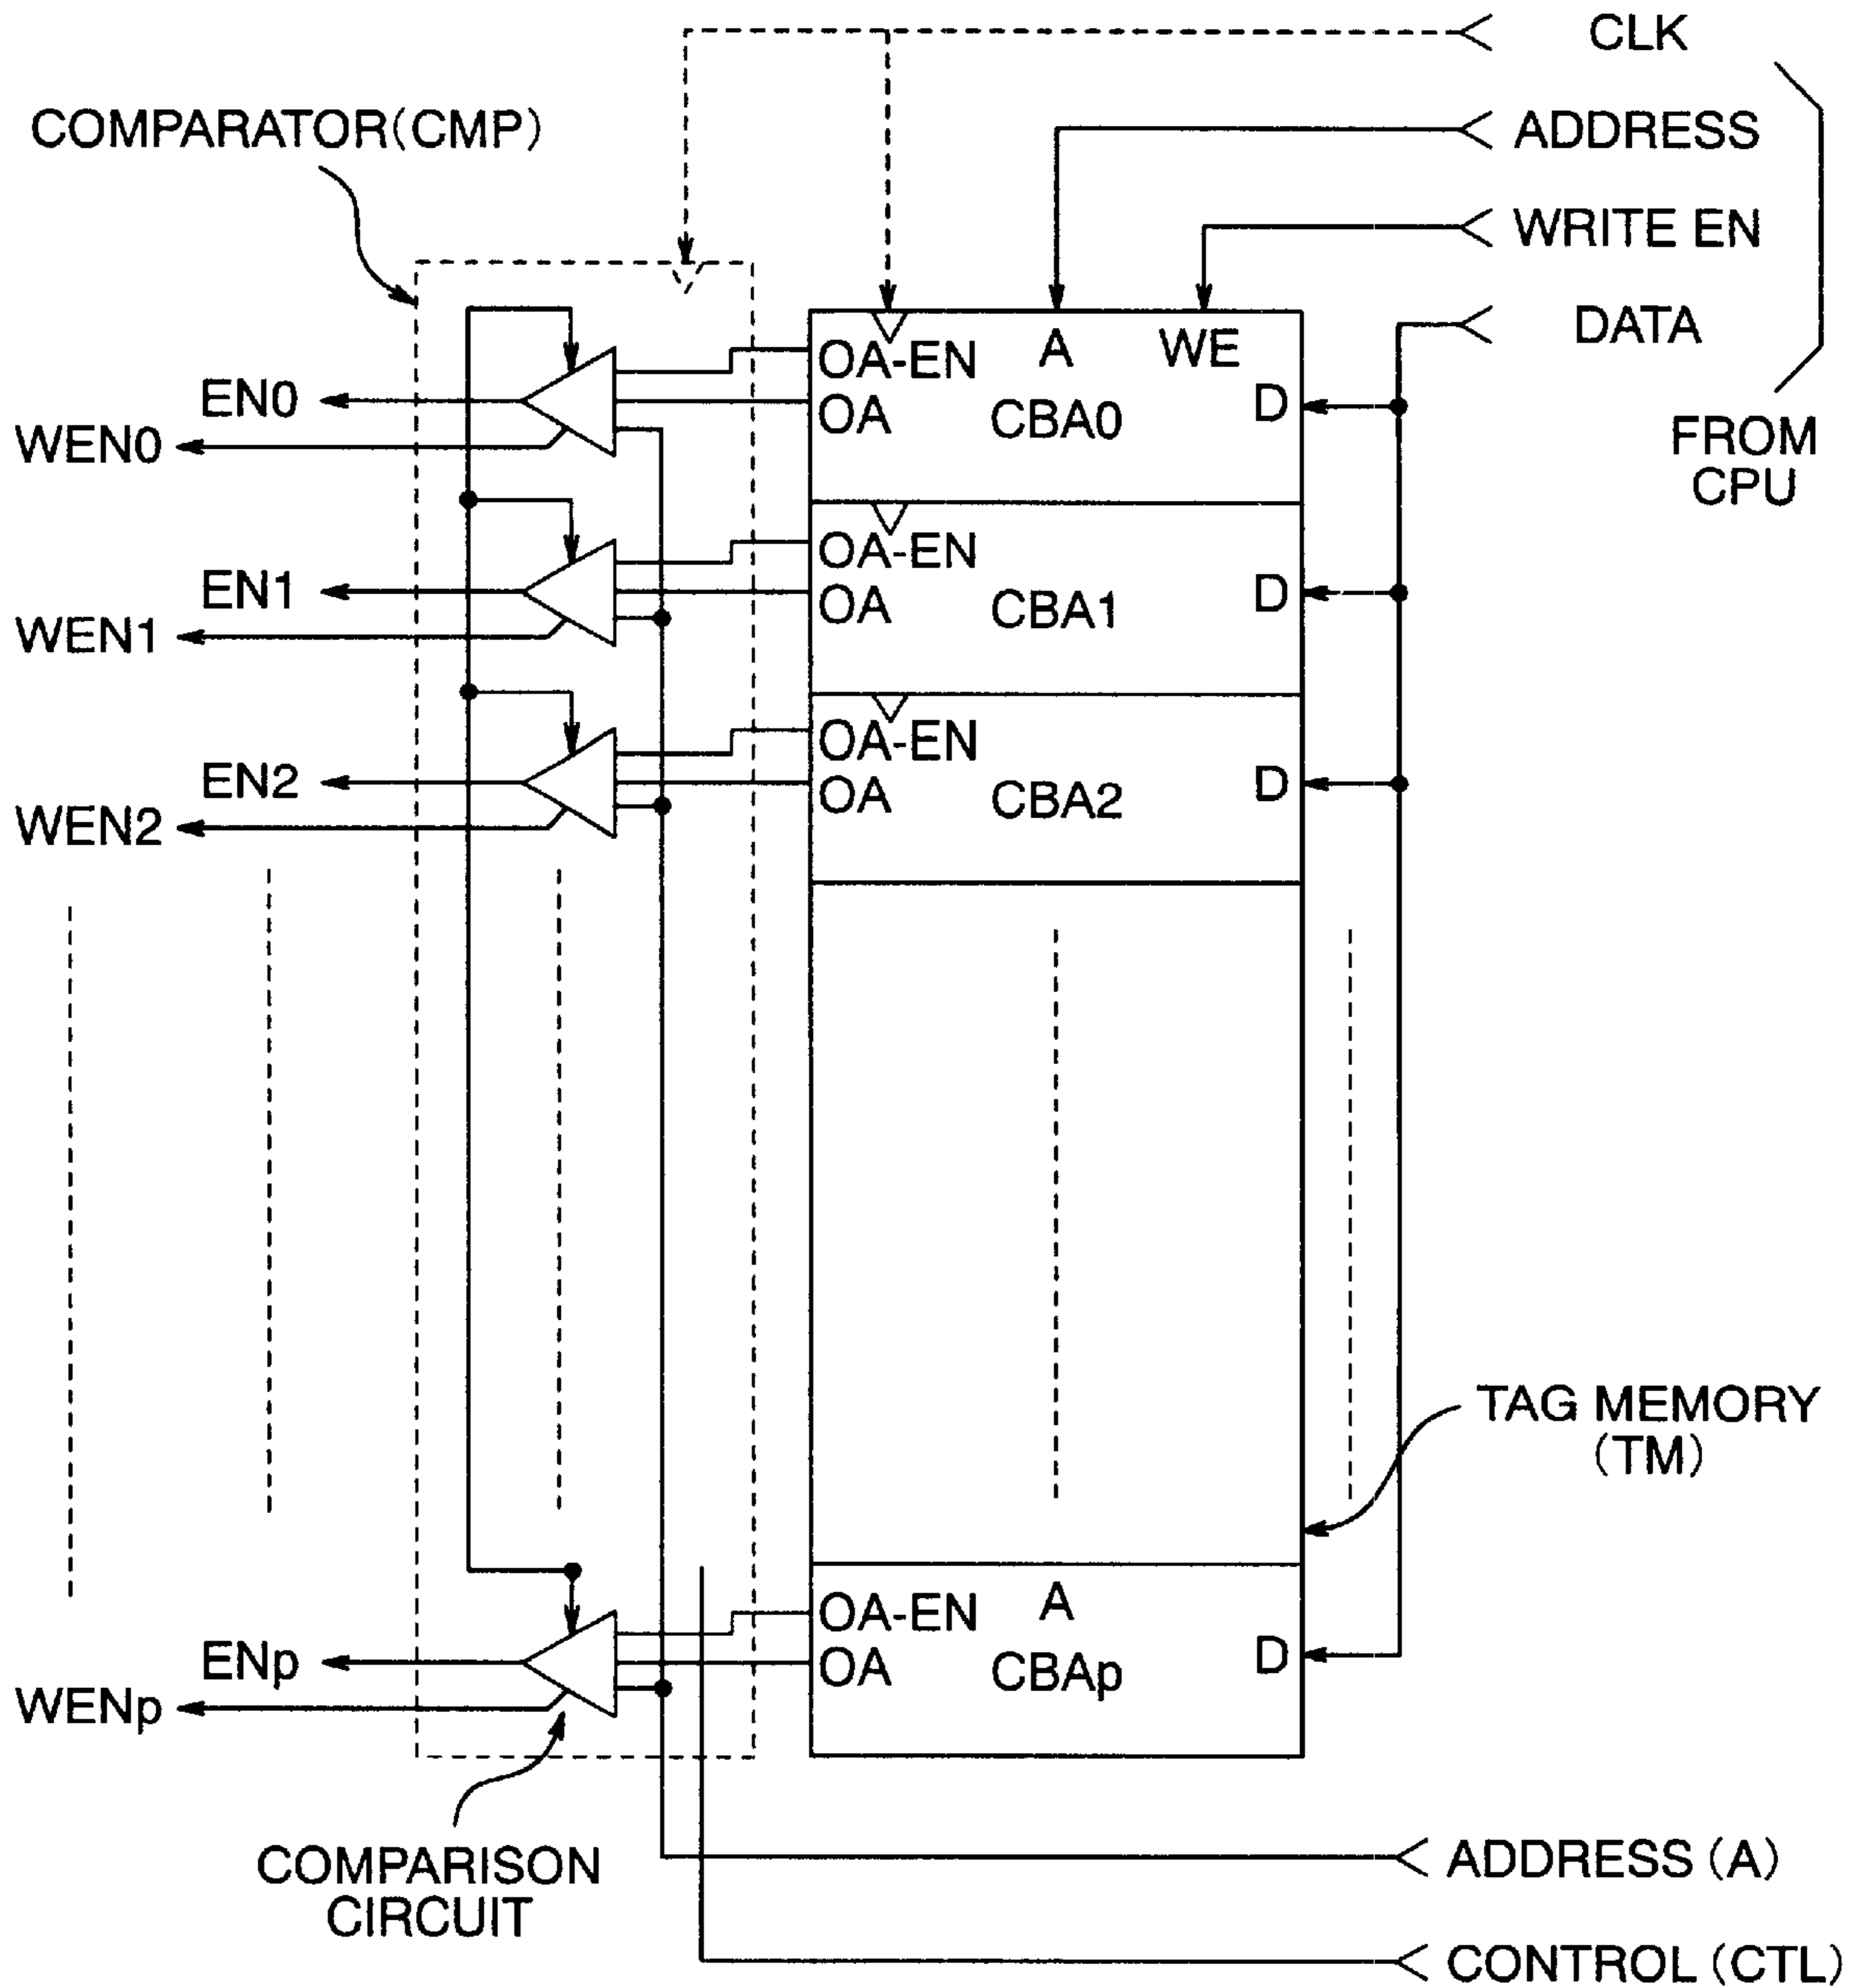 CLK
COMPARATOR(CMP)
ADDRESS
WRITE EN
DATA
FROM
CPU
OA-EN
A
WE
EN0
OA
CBA0
D
WEN0
OA-EN
EN1
OA
CBA1
D
WEN1
OA-EN
EN2
OA
CBA2
D
WEN2
TAG MEMORY
(TM)
OA-EN
A
ENp
OA
CBAp
D
WENp
COMPARISON
CIRCUIT
ADDRESS (A)
CONTROL (CTL)